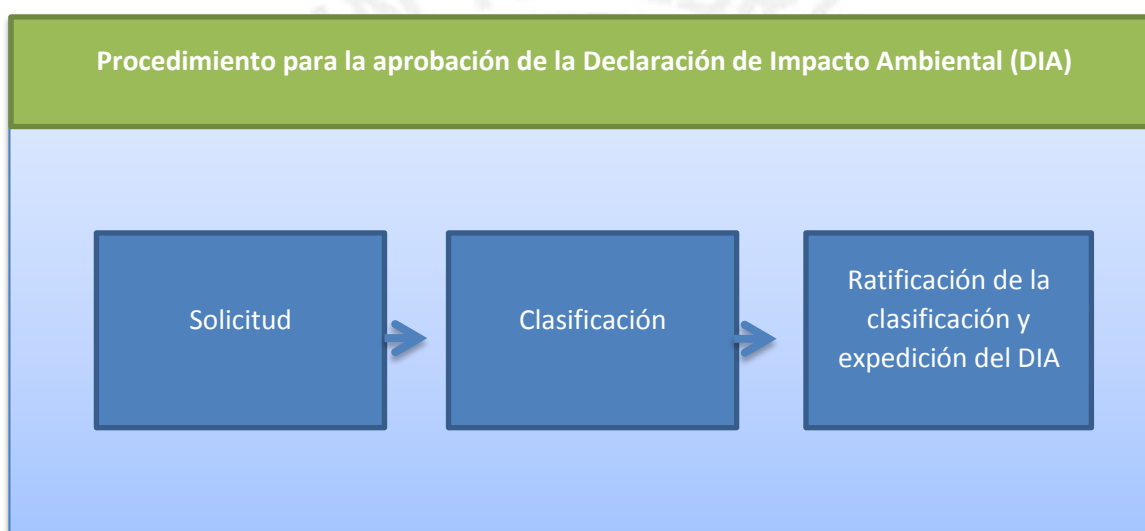 Procedimiento para la aprobación de la Declaración de Impacto Ambiental (DIA)
Solicitud
Clasificación
Ratificación de la
clasificación y
expedición del DIA